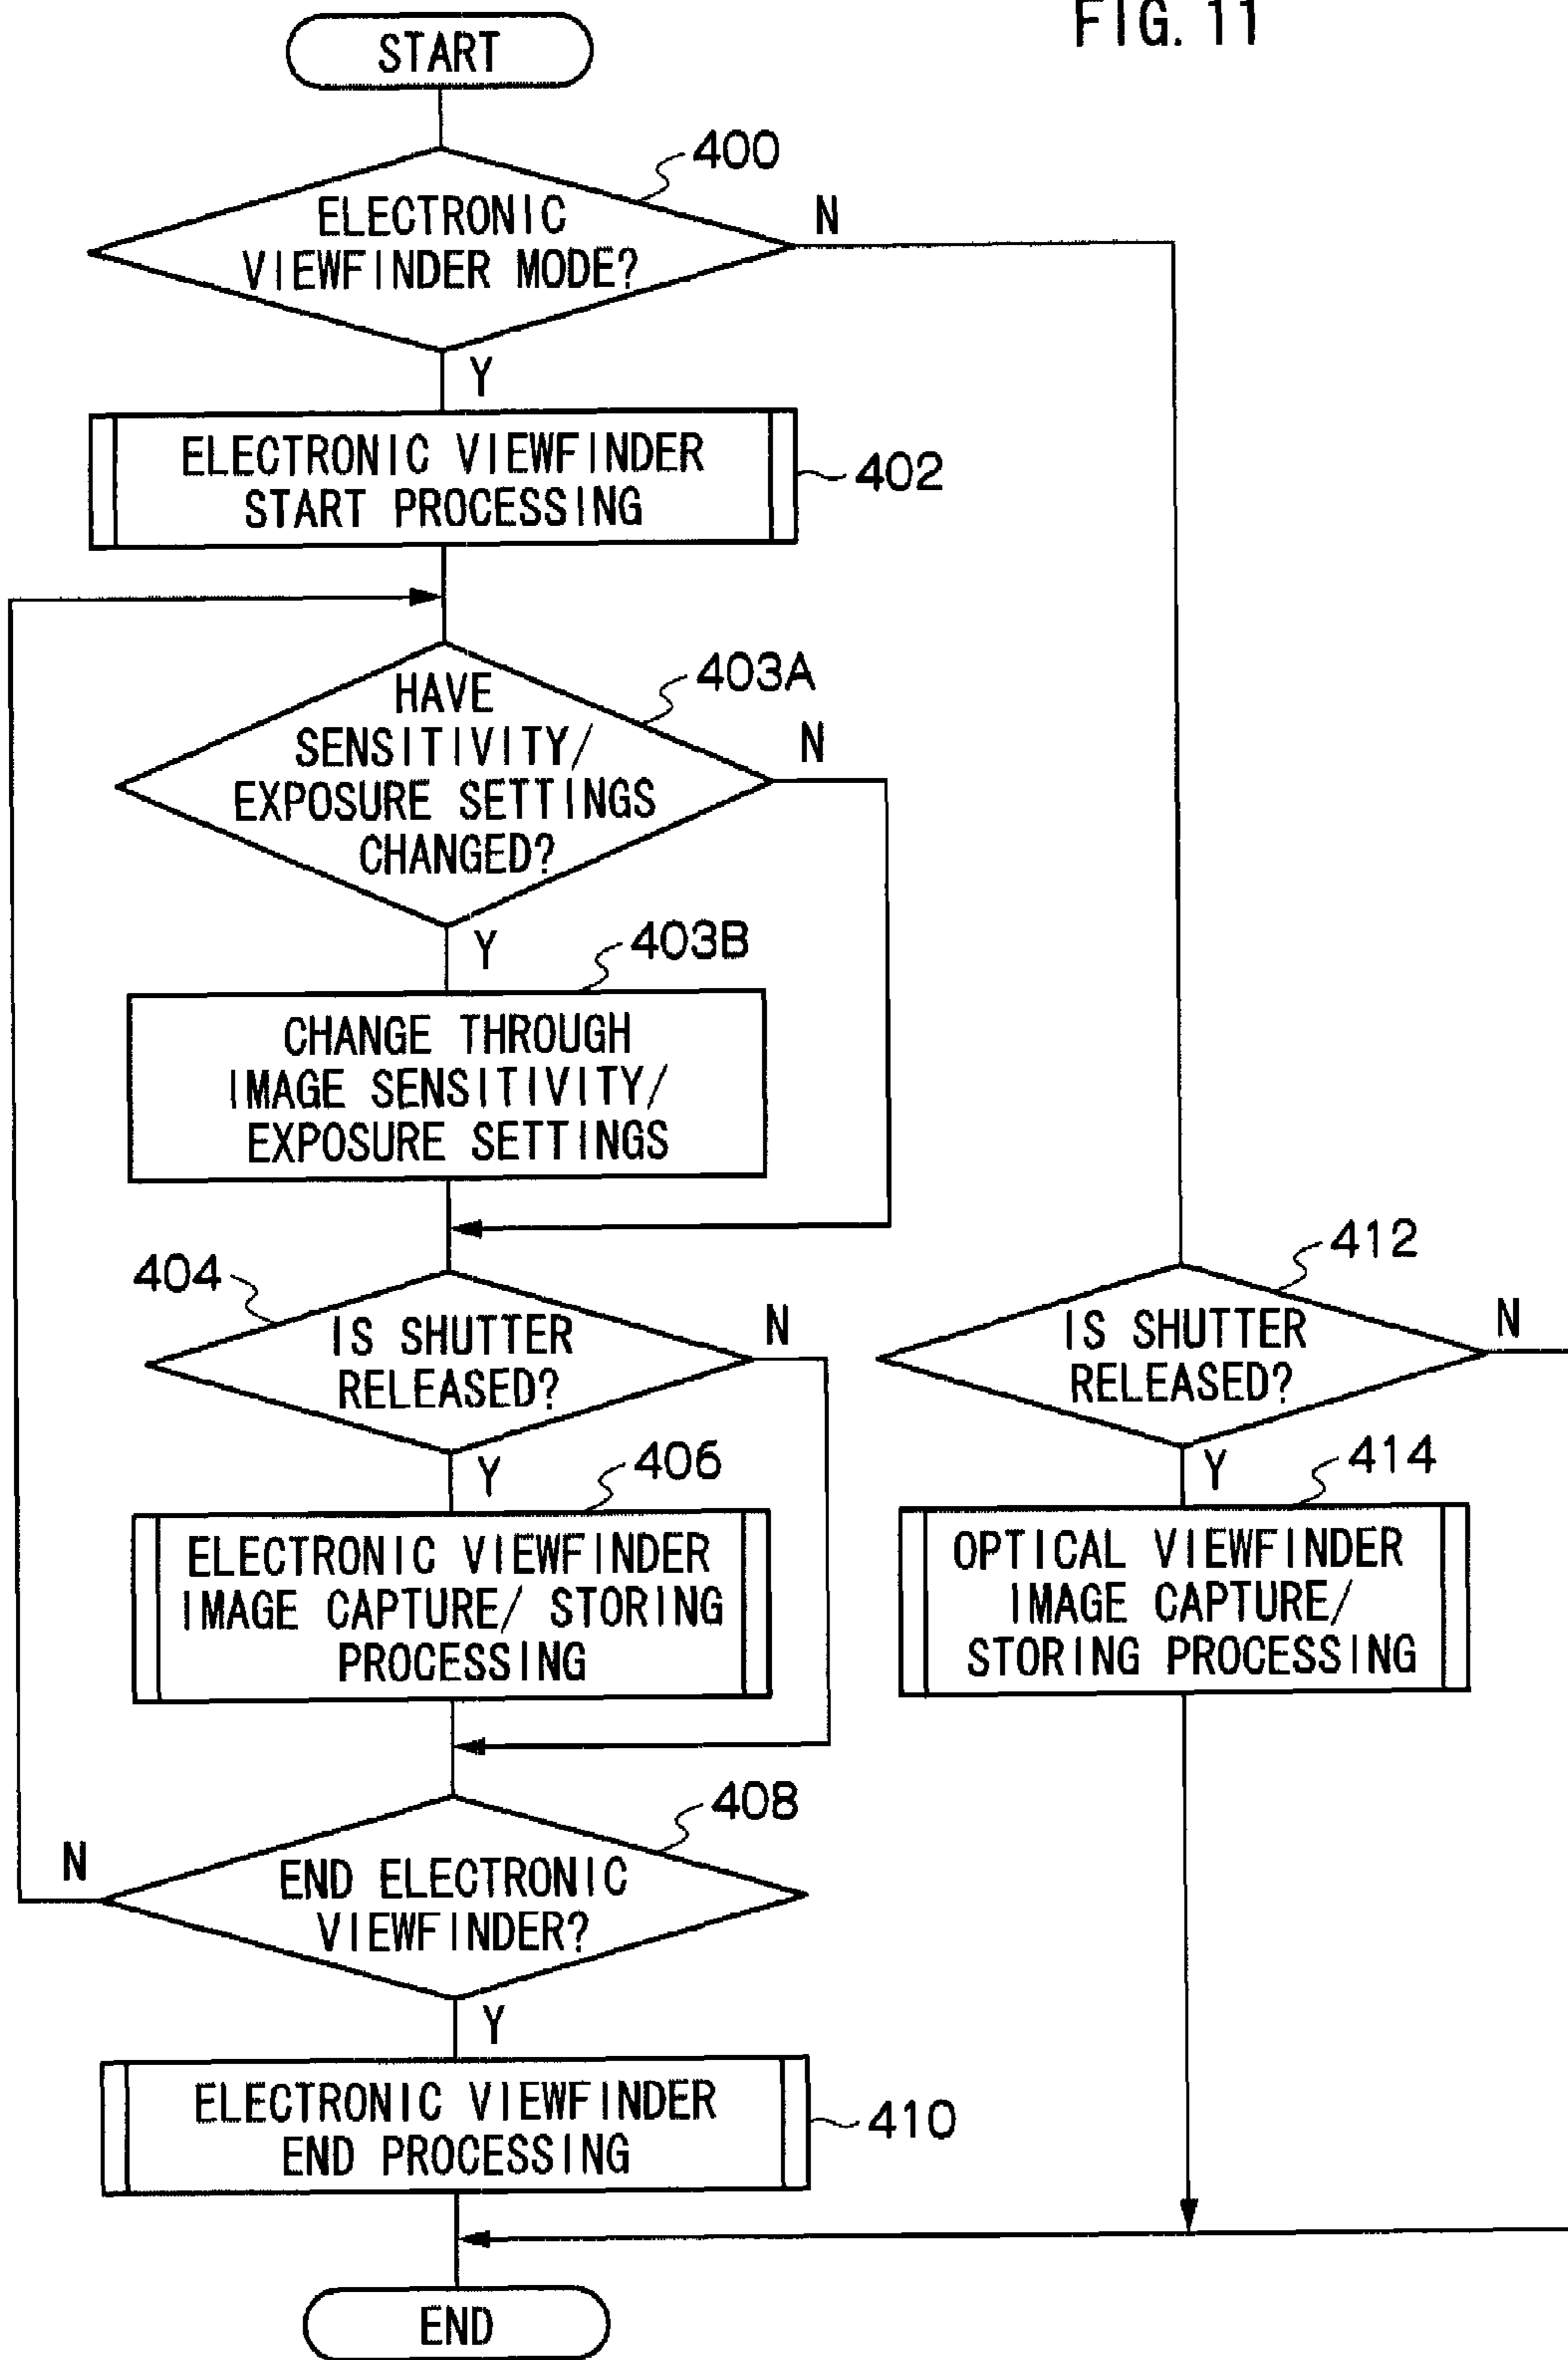 FIG. 11
START
400
ELECTRONIC
VIEWFINDER MODE?
N
Y
ELECTRONIC VIEWFINDER
START PROCESSING
402
403A
HAVE
SENSITIVITY/
EXPOSURE SETTINGS
CHANGED?
N
Y
403B
CHANGE THROUGH
IMAGE SENSITIVITY/
EXPOSURE SETTINGS
404
IS SHUTTER
RELEASED?
N
Y
406
ELECTRONIC VIEWFINDER
IMAGE CAPTURE/ STORING
PROCESSING
412
IS SHUTTER
RELEASED?
N
Y
414
OPTICAL VIEWFINDER
IMAGE CAPTURE/
STORING PROCESSING
408
END ELECTRONIC
VIEWFINDER?
N
Y
ELECTRONIC VIEWFINDER
END PROCESSING
410
END